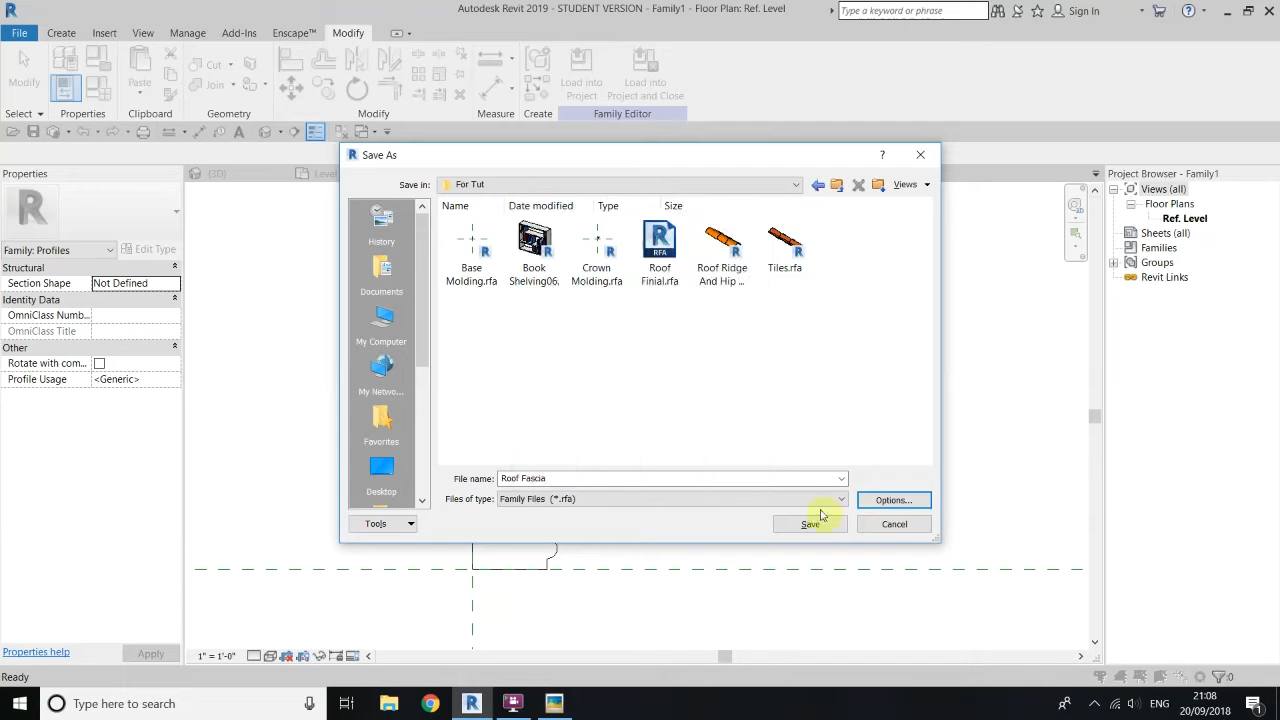 Autodesk Revit 2019 - STUDENT VERSION - Family1 - Floor Plan: Ref. Level
Type a keyword or phrase
Sign In
File Create Insert View Manage Add-Ins Enscape™ Modify
Modify
Paste
Cut
Join
Load into
Project
Load into
Project and Close
Select
Properties
Clipboard
Geometry
Modify
Measure
Create
Family Editor
Properties
(3D)
Level
Project Browser - Family1
Family: Profiles
Edit Type
Structural
Section Shape Not Defined
Identity Data
OmniClass Numb...
OmniClass Title
Other
Rotate with com...
Profile Usage <Generic>
Properties help
Apply
Save As
Save in: For Tut
Views
Name Date modified Type Size
History
Documents
My Computer
My Netwo...
Favorites
Desktop
Base
Molding.rfa
Book
Shelving06.
Crown
Molding.rfa
RFA
Roof
Finial.rfa
Roof Ridge
And Hip ...
Tiles.rfa
File name: Roof Fascia
Files of type: Family Files (*.rfa)
Options...
Tools
Save
Cancel
Views (all)
Floor Plans
Ref. Level
Sheets (all)
Families
Groups
Revit Links
1" = 1'-0"
Ready
:0
Type here to search
ENG
21:08
20/09/2018
1